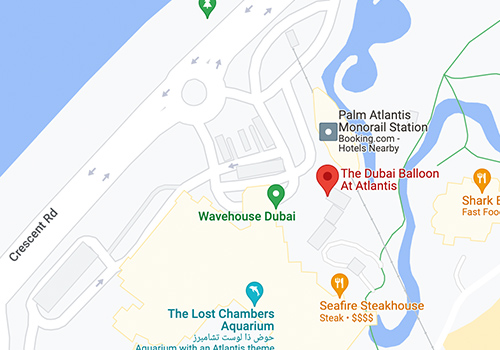 Palm Atlantis
Monorail Station
Booking.com -
Hotels Nearby
The Dubai Balloon
At Atlantis
Shark B
Fast Foo
Wavehouse Dubai
Crescent Rd
Seafire Steakhouse
Steak • $$$$
The Lost Chambers
Aquarium
حوض ذا لوست تشامبرز
Aquarium with an Atlantis theme